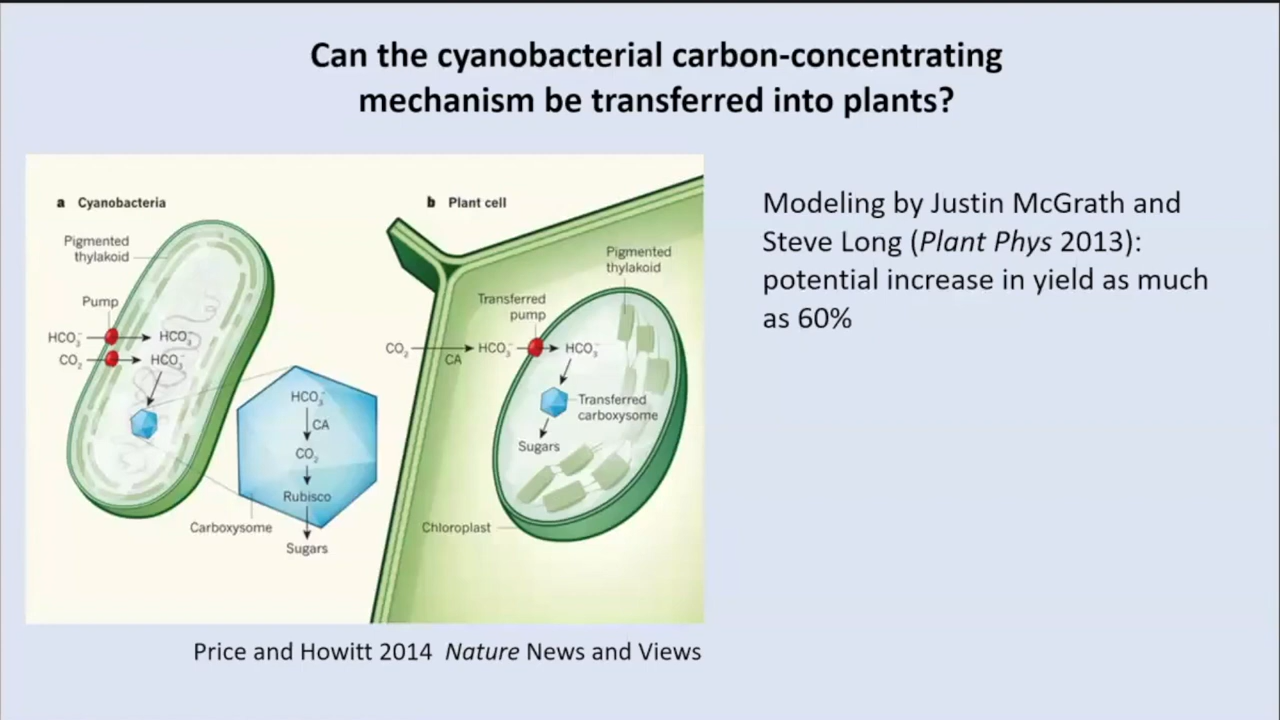 Can the cyanobacterial carbon-concentrating
mechanism be transferred into plants?
a Cyanobacteria
Pigmented
thylakoid
Pump
HCO₃⁻
HCO₃⁻
CO₂
HCO₃⁻
HCO₃⁻
CA
CO₂
Rubisco
Carboxysome
Sugars
b Plant cell
Pigmented
thylakoid
Transferred
pump
CO₂
CA
HCO₃⁻
HCO₃⁻
Transferred
carboxysome
Sugars
Chloroplast
Price and Howitt 2014 Nature News and Views
Modeling by Justin McGrath and
Steve Long (Plant Phys 2013):
potential increase in yield as much
as 60%